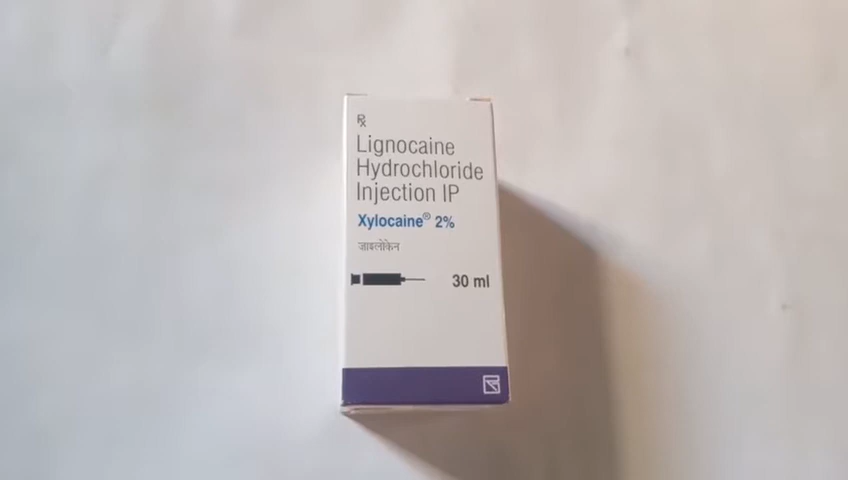 ℞
Lignocaine
Hydrochloride
Injection IP
Xylocaine® 2%
जाइलोकेन
30 ml